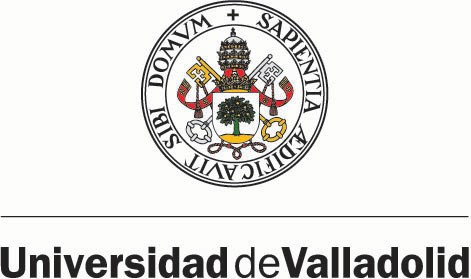 SAPIENTIA ÆDIFICAVIT SIBI DOMVM +
Universidad de Valladolid